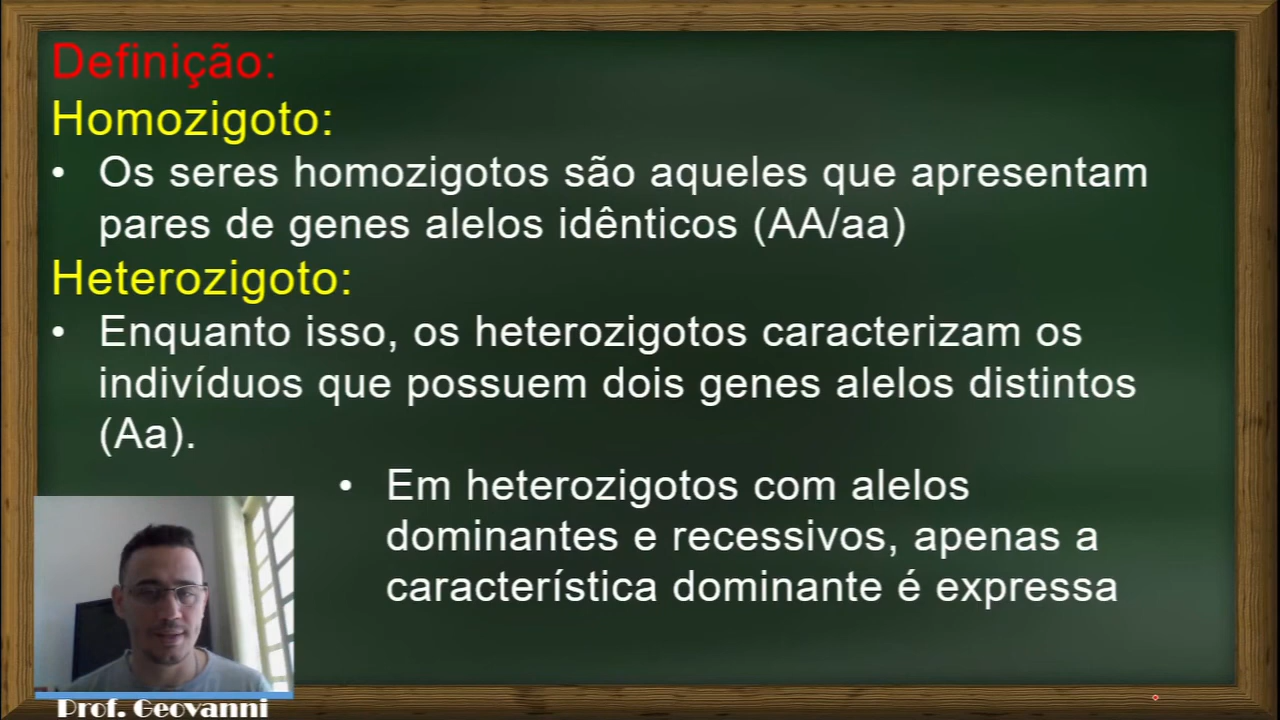 Definição:
Homozigoto:
• Os seres homozigotos são aqueles que apresentam
pares de genes alelos idênticos (AA/aa)
Heterozigoto:
• Enquanto isso, os heterozigotos caracterizam os
indivíduos que possuem dois genes alelos distintos
(Aa).
• Em heterozigotos com alelos
dominantes e recessivos, apenas a
característica dominante é expressa
Prof. Geovanni